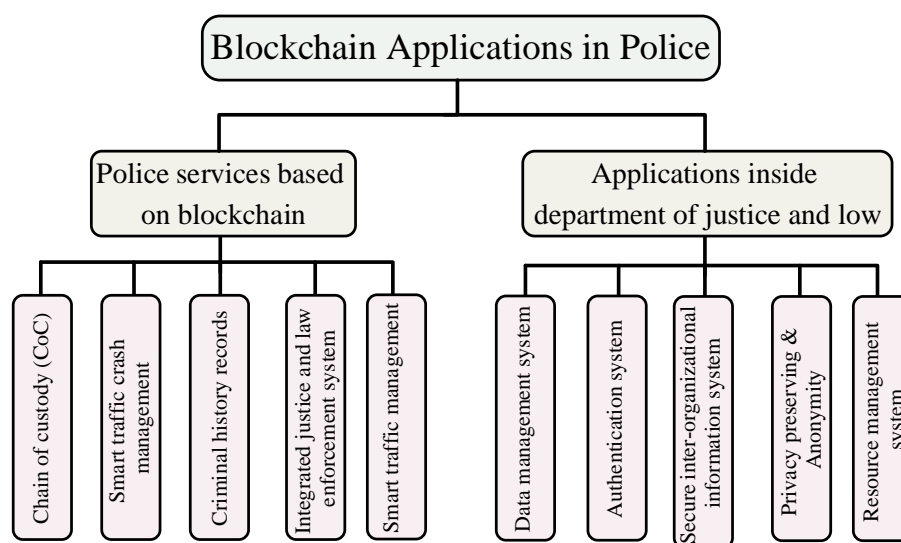 Blockchain Applications in Police
Police services based
on blockchain
Applications inside
department of justice and low
Chain of custody (CoC)
Smart traffic crash
management
Criminal history records
Integrated justice and law
enforcement system
Smart traffic management
Data management system
Authentication system
Secure inter-organizational
information system
Privacy preserving &
Anonymity
Resource management
system